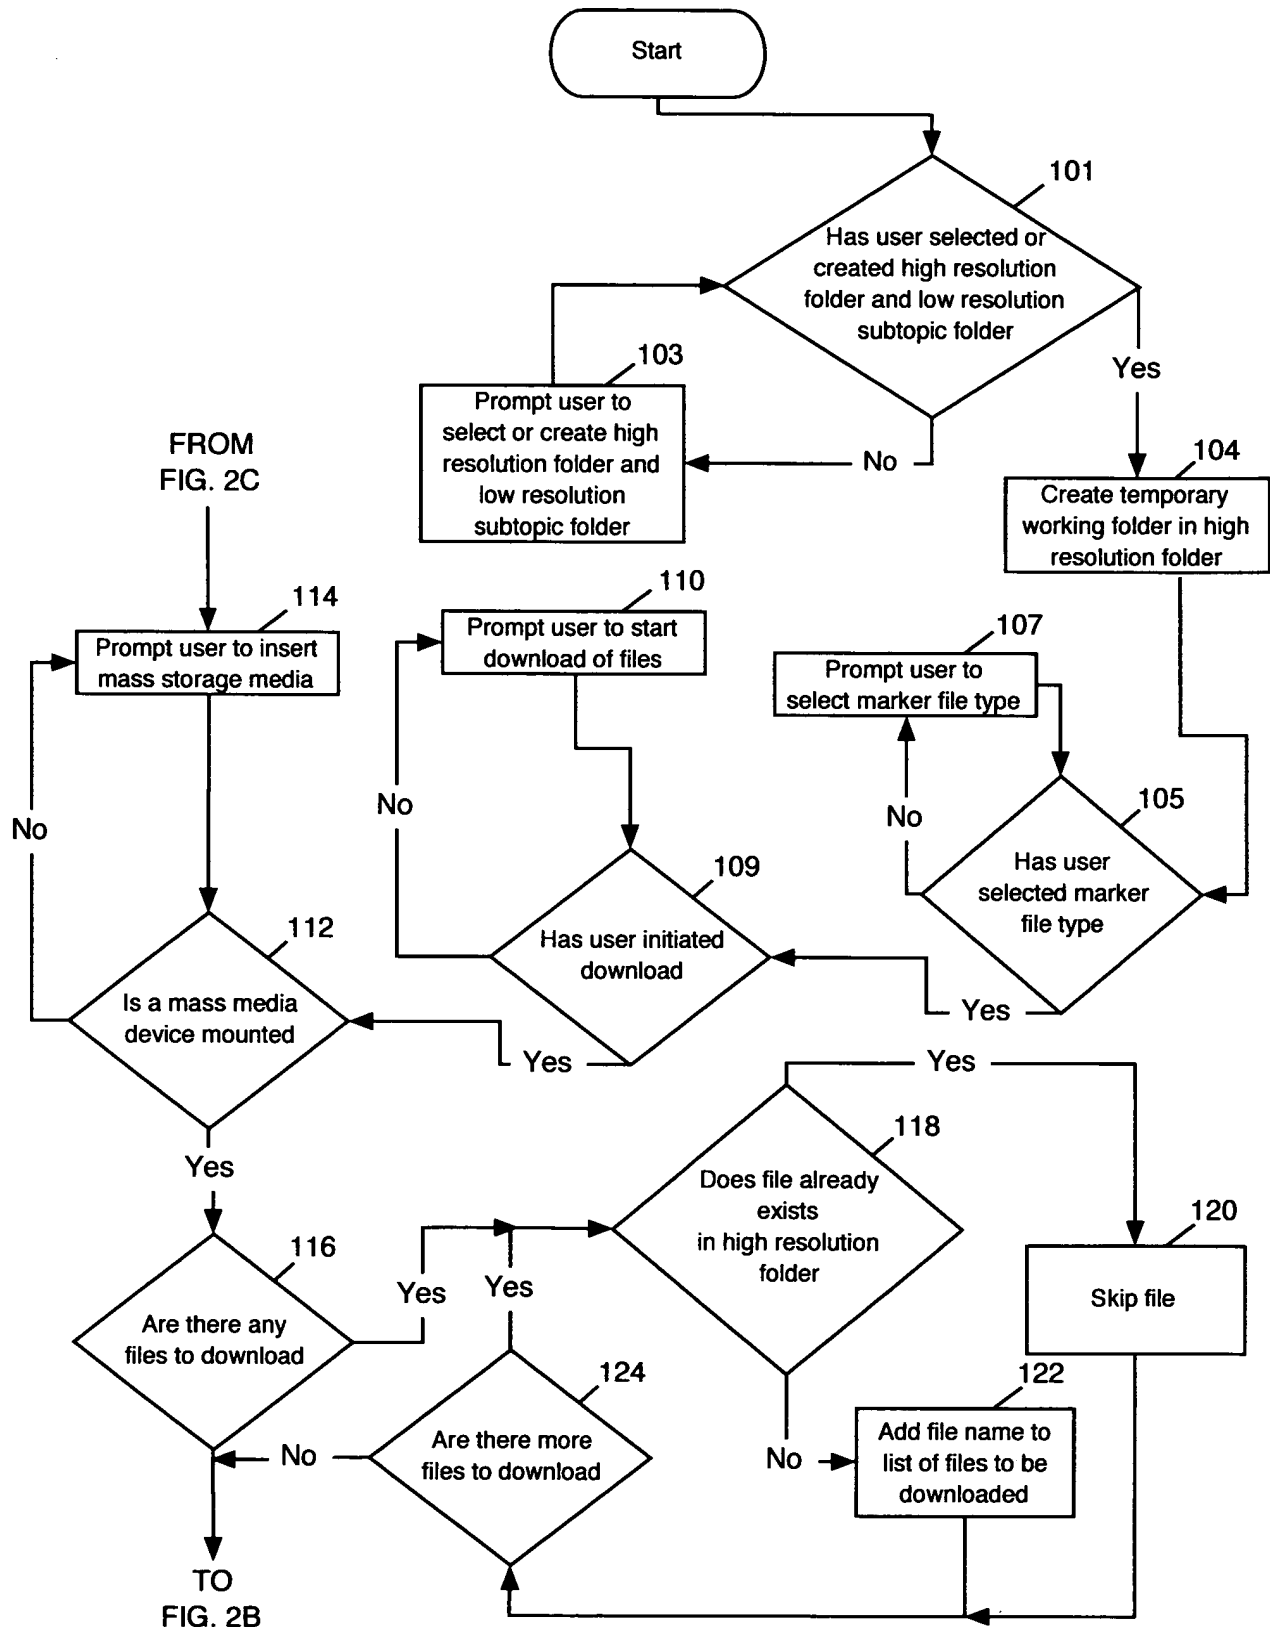 Start
101
Has user selected or
created high resolution
folder and low resolution
subtopic folder
Yes
No
103
Prompt user to
select or create high
resolution folder and
low resolution
subtopic folder
104
Create temporary
working folder in high
resolution folder
FROM
FIG. 2C
114
Prompt user to insert
mass storage media
110
Prompt user to start
download of files
107
Prompt user to
select marker file type
No
105
Has user
selected marker
file type
Yes
No
109
Has user initiated
download
Yes
No
112
Is a mass media
device mounted
Yes
116
Are there any
files to download
Yes
Yes
118
Does file already
exists
in high resolution
folder
Yes
120
Skip file
No
122
Add file name to
list of files to be
downloaded
124
Are there more
files to download
No
TO
FIG. 2B